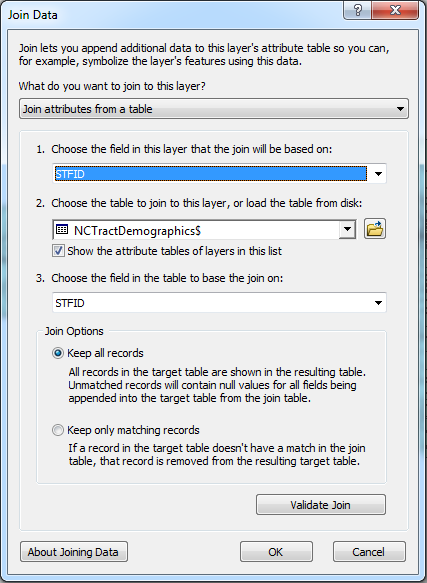 Join Data
Join lets you append additional data to this layer's attribute table so you can,
for example, symbolize the layer's features using this data.
What do you want to join to this layer?
Join attributes from a table
1. Choose the field in this layer that the join will be based on:
STFID
2. Choose the table to join to this layer, or load the table from disk:
NCTractDemographics$
Show the attribute tables of layers in this list
3. Choose the field in the table to base the join on:
STFID
Join Options
Keep all records
All records in the target table are shown in the resulting table.
Unmatched records will contain null values for all fields being
appended into the target table from the join table.
Keep only matching records
If a record in the target table doesn't have a match in the join
table, that record is removed from the resulting target table.
Validate Join
About Joining Data
OK
Cancel